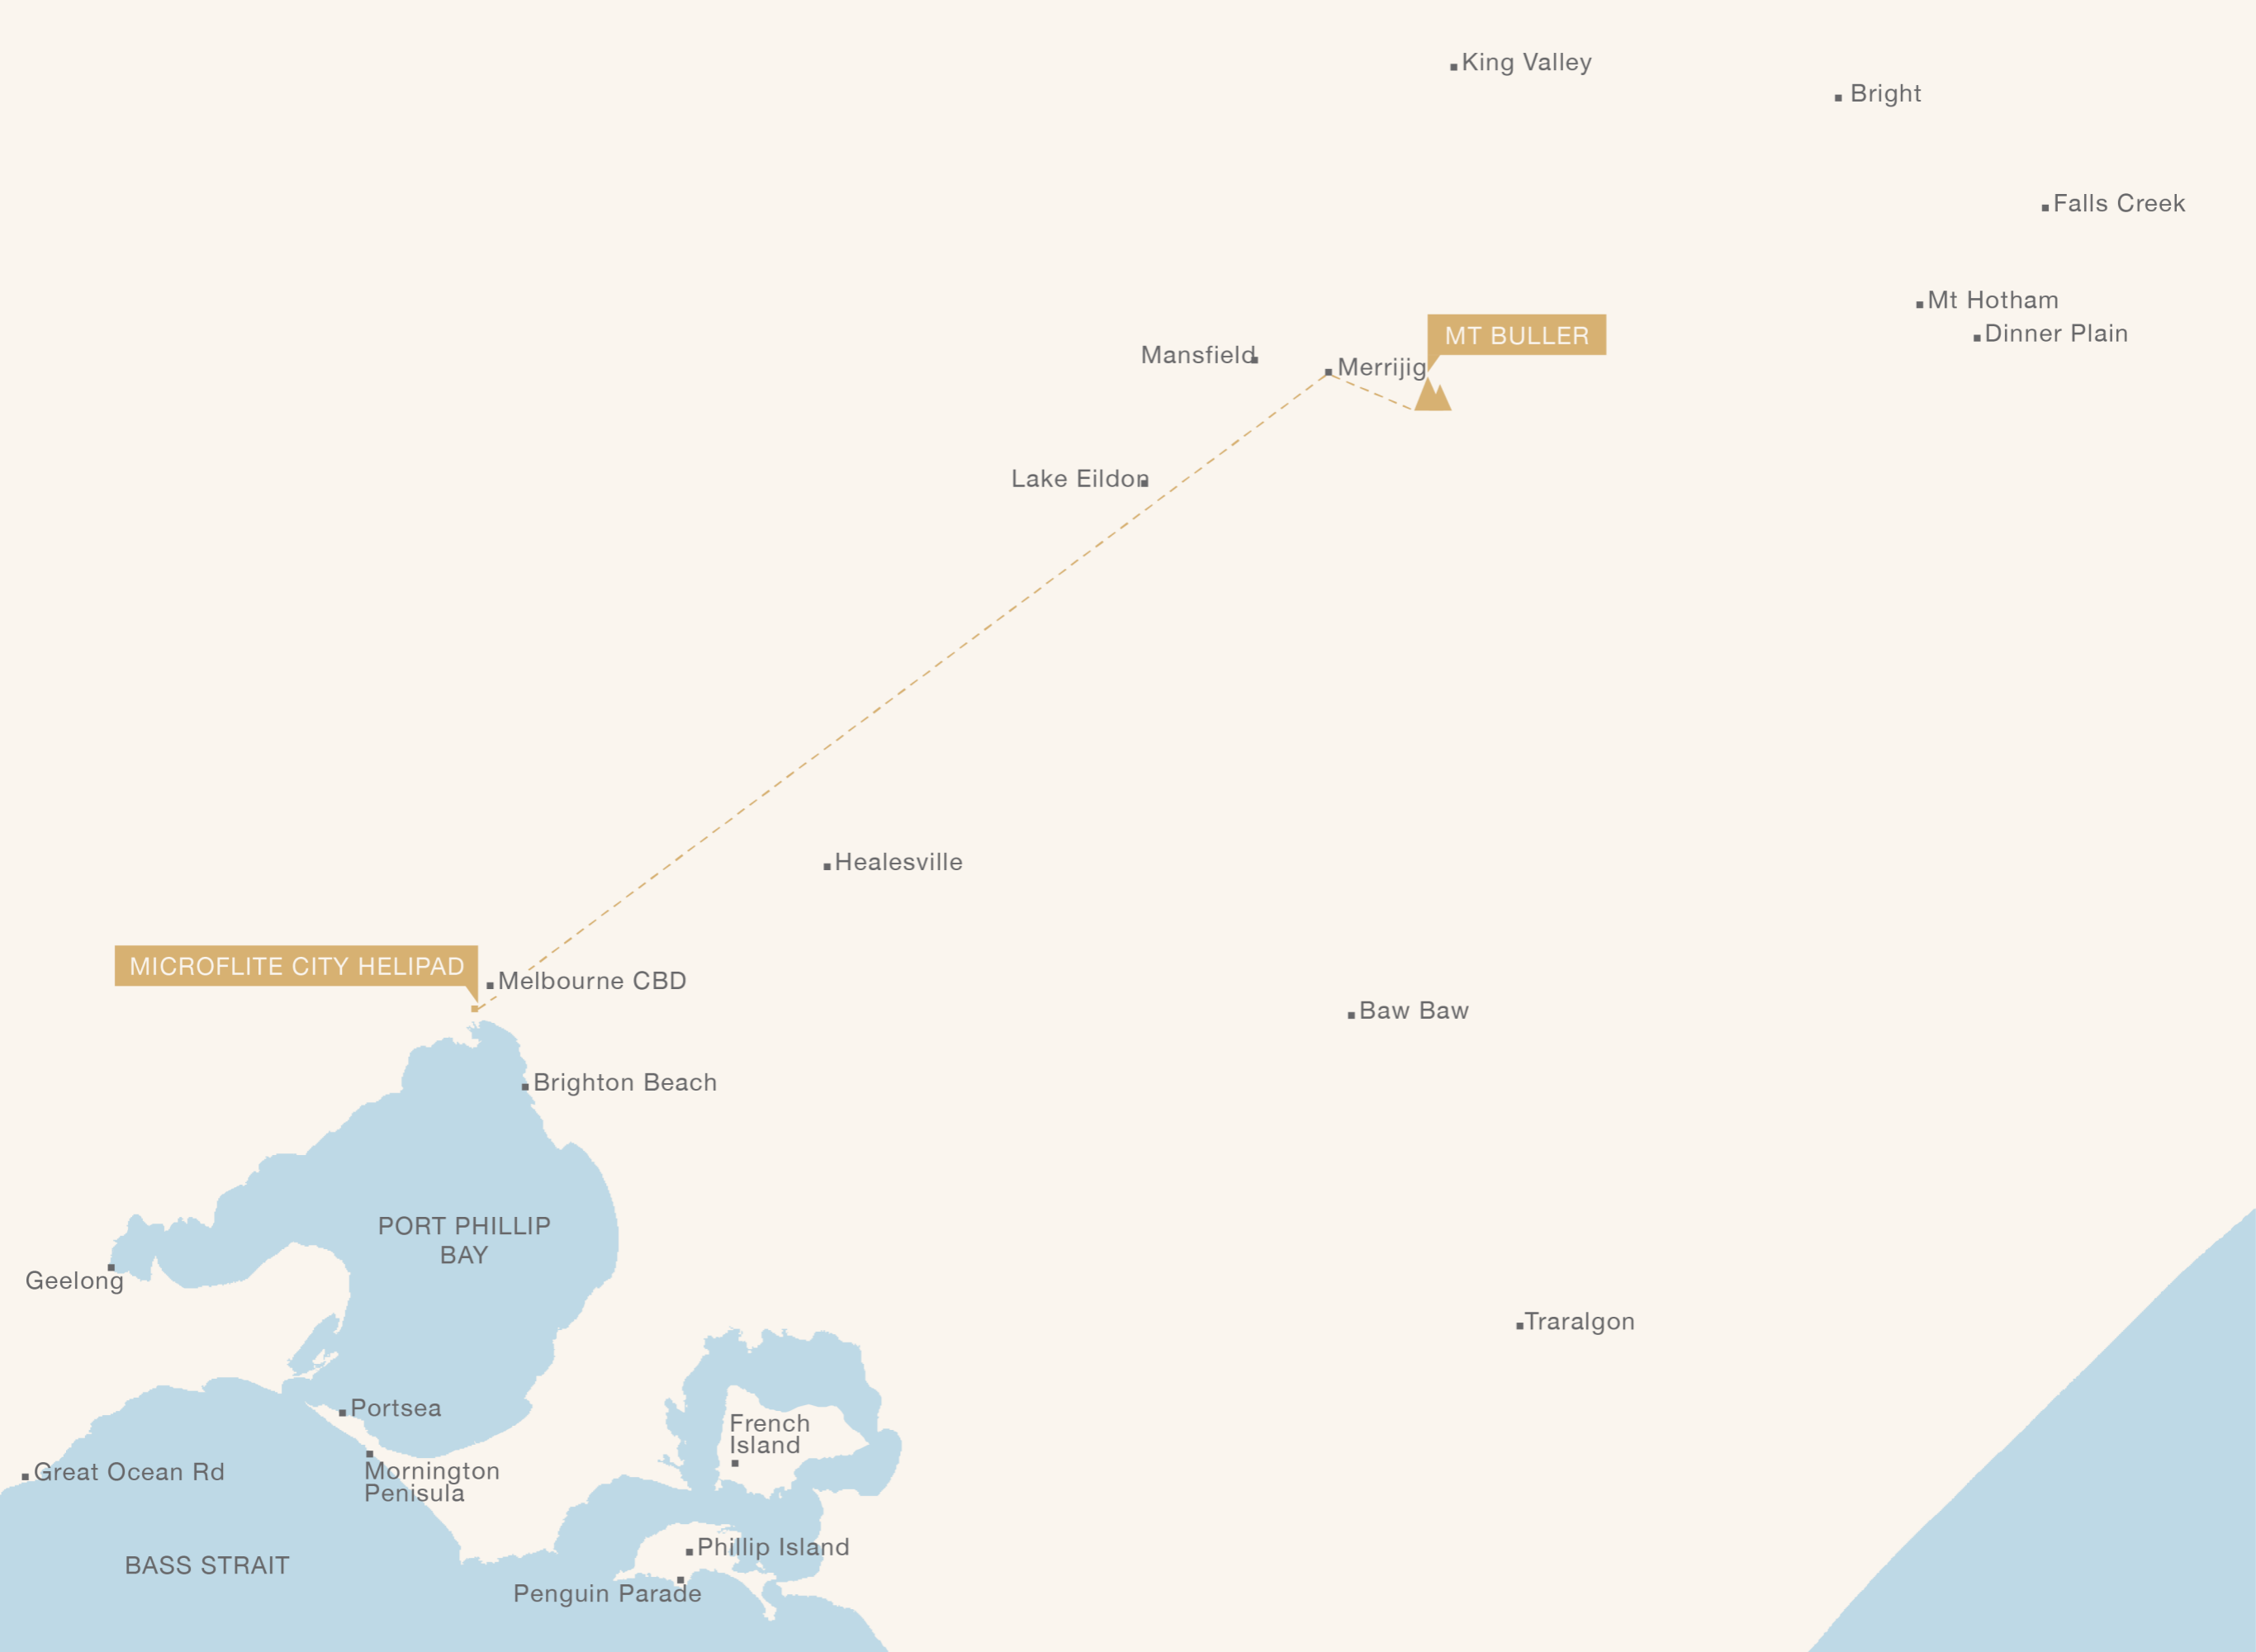 King Valley
Bright
Falls Creek
Mt Hotham
MT BULLER
Dinner Plain
Mansfield
Merrijig
Lake Eildon
Healesville
MICROFLITE CITY HELIPAD
Melbourne CBD
Baw Baw
Brighton Beach
PORT PHILLIP
BAY
Geelong
Traralgon
Portsea
French
Island
Great Ocean Rd
Mornington
Penisula
Phillip Island
BASS STRAIT
Penguin Parade